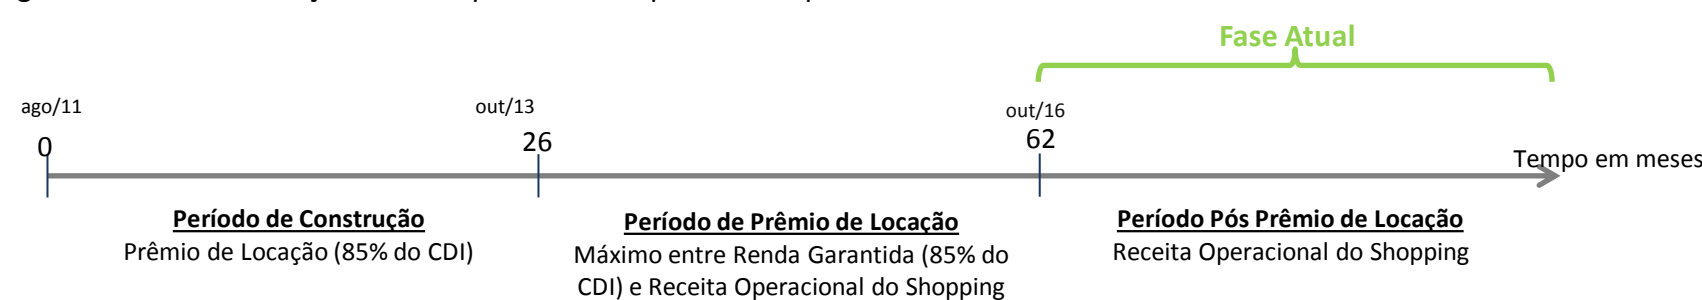 Fase Atual
ago/11
out/13
out/16
0
26
62
Tempo em meses
Período de Construção
Prêmio de Locação (85% do CDI)
Período de Prêmio de Locação
Máximo entre Renda Garantida (85% do
CDI) e Receita Operacional do Shopping
Período Pós Prêmio de Locação
Receita Operacional do Shopping